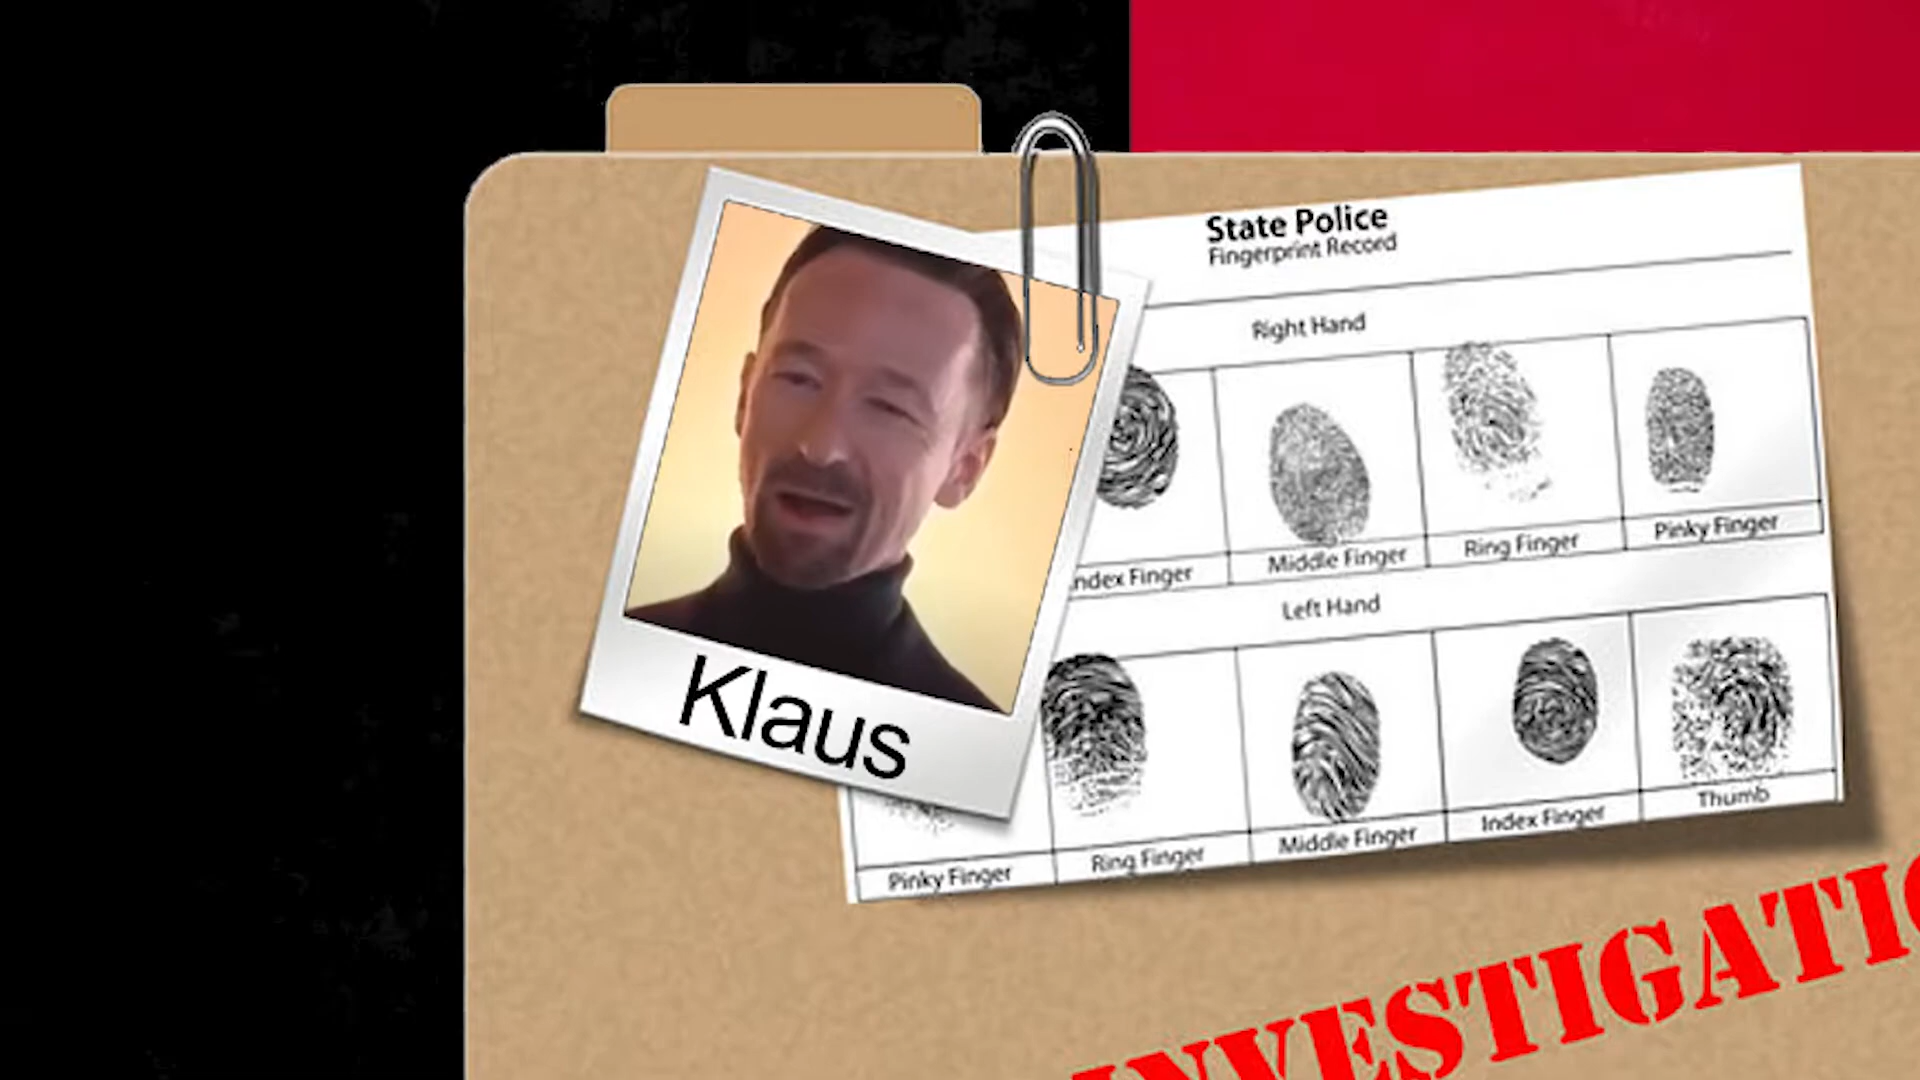 State Police
Fingerprint Record
Right Hand
ndex Finger
Middle Finger
Ring Finger
Pinky Finger
Left Hand
Pinky Finger
Ring Finger
Middle Finger
Index Finger
Thumb
Klaus
INVESTIGATIO